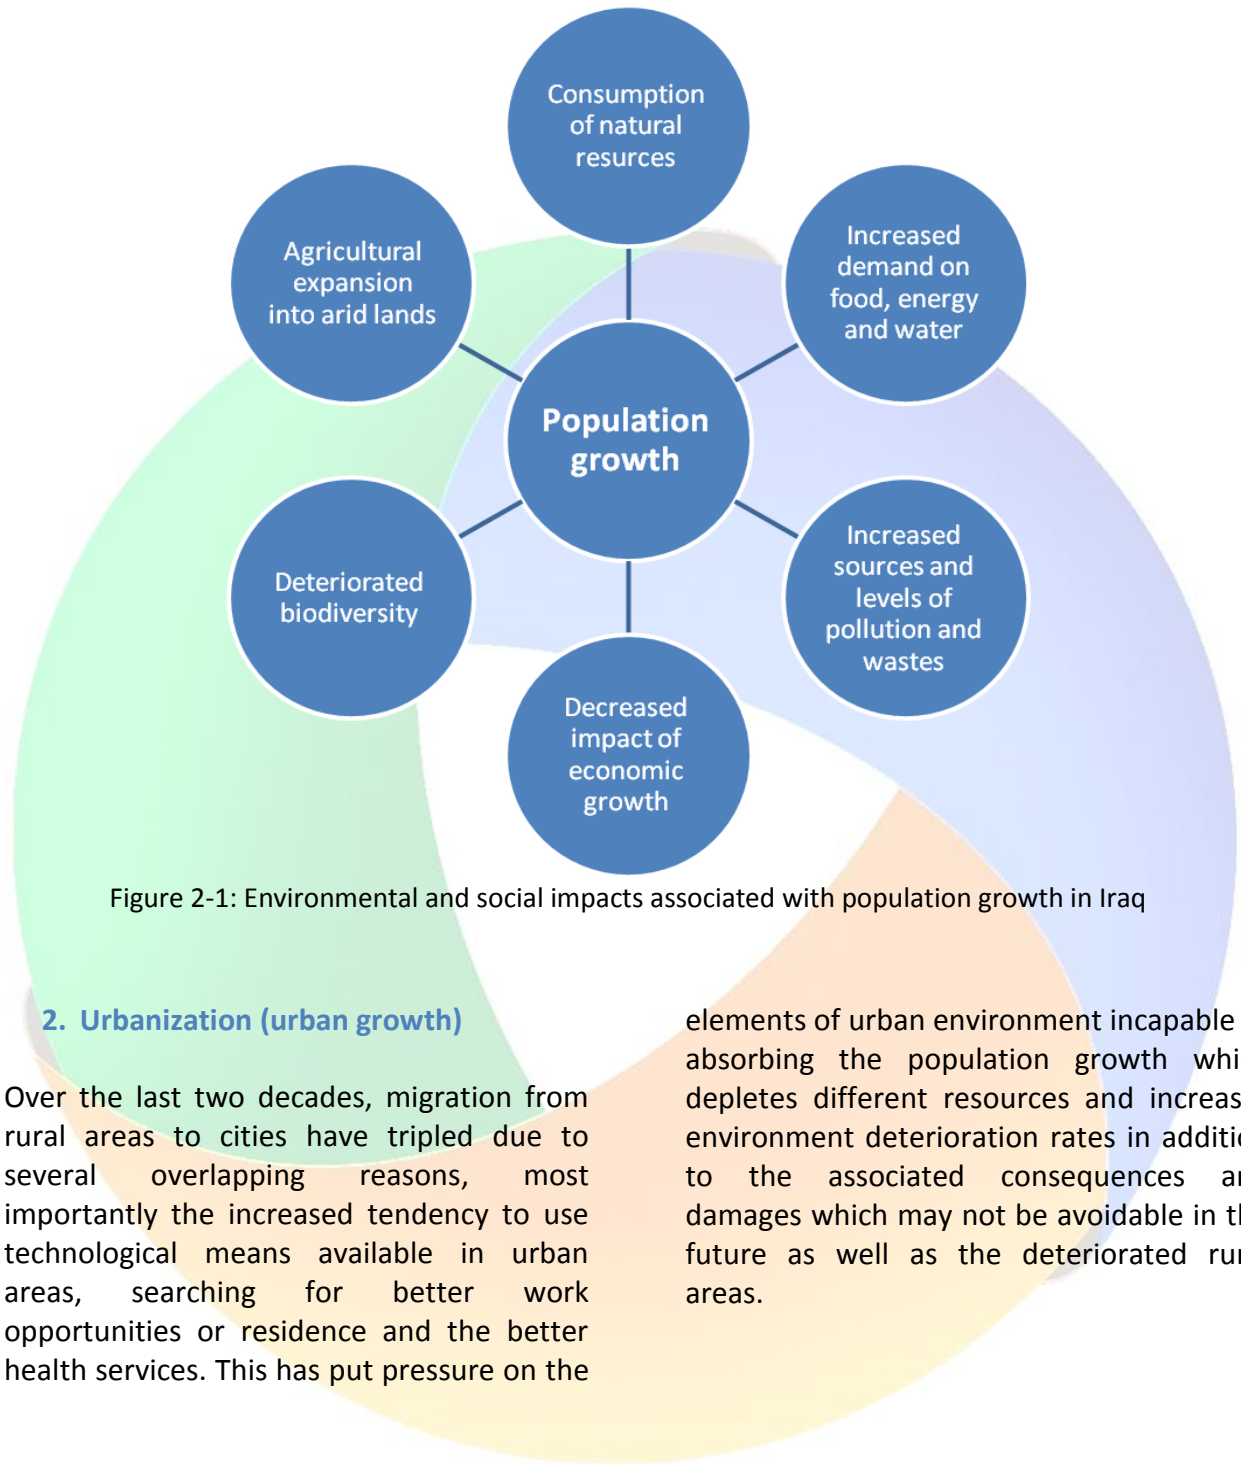 Consumption
of natural
resurces
Increased
demand on
food, energy
and water
Agricultural
expansion
into arid lands
Population
growth
Increased
sources and
levels of
pollution and
wastes
Deteriorated
biodiversity
Decreased
impact of
economic
growth
Figure 2-1: Environmental and social impacts associated with population growth in Iraq
2. Urbanization (urban growth)
Over the last two decades, migration from
rural areas to cities have tripled due to
several overlapping reasons, most
importantly the increased tendency to use
technological means available in urban
areas, searching for better work
opportunities or residence and the better
health services. This has put pressure on the
elements of urban environment incapable
absorbing the population growth whi
depletes different resources and increas
environment deterioration rates in additio
to the associated consequences an
damages which may not be avoidable in th
future as well as the deteriorated rur
areas.